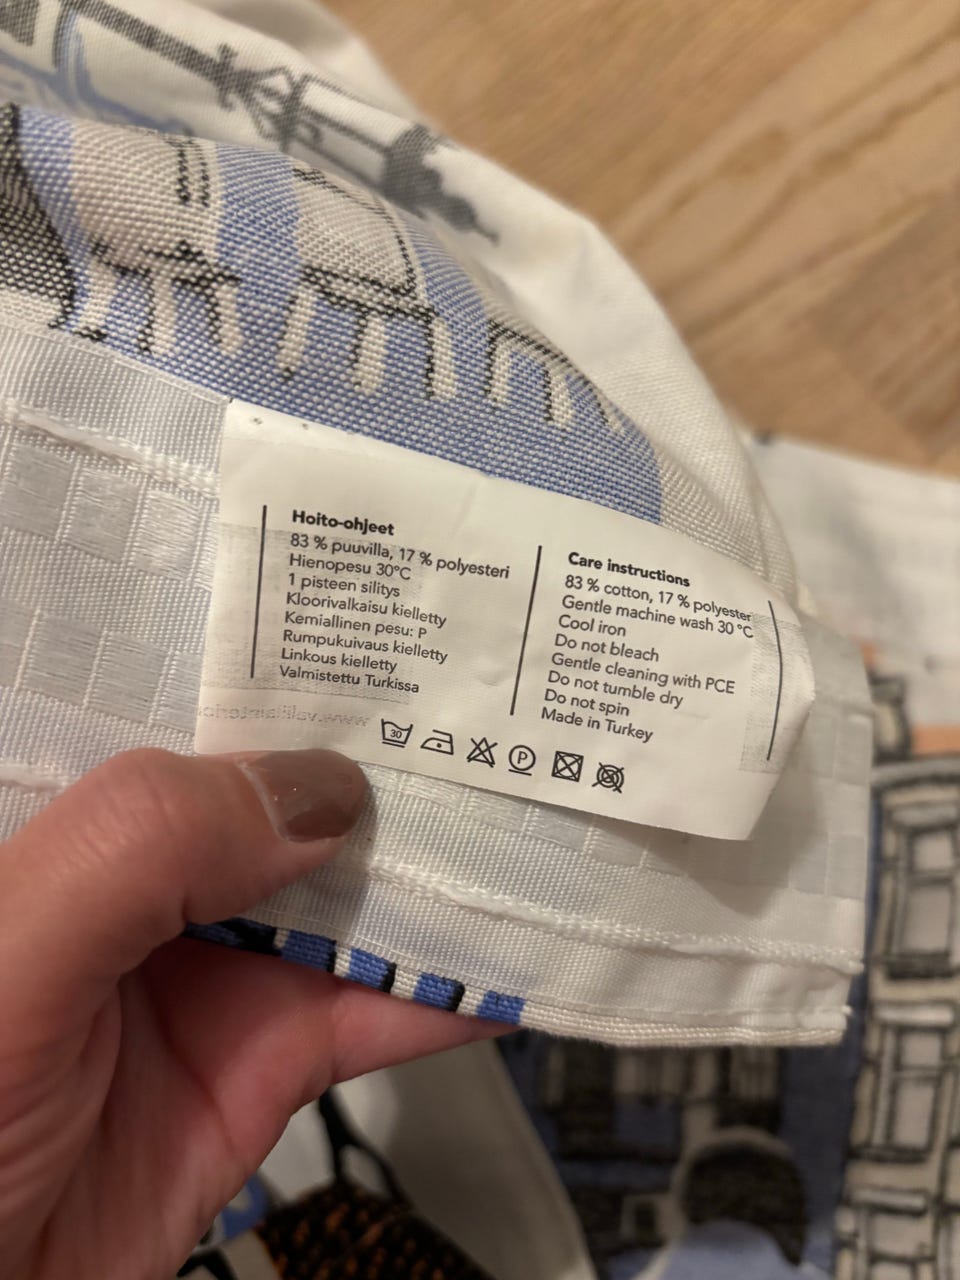 Hoito-ohjeet
83 % puuvilla, 17 % polyesteri
Hienopesu 30°C
1 pisteen silitys
Kloorivalkaisu kielletty
Kemiallinen pesu: P
Rumpukuivaus kielletty
Linkous kielletty
Valmistettu Turkissa
Care instructions
83 % cotton, 17 % polyester
Gentle machine wash 30 °C
Cool iron
Do not bleach
Gentle cleaning with PCE
Do not tumble dry
Do not spin
Made in Turkey
30
P